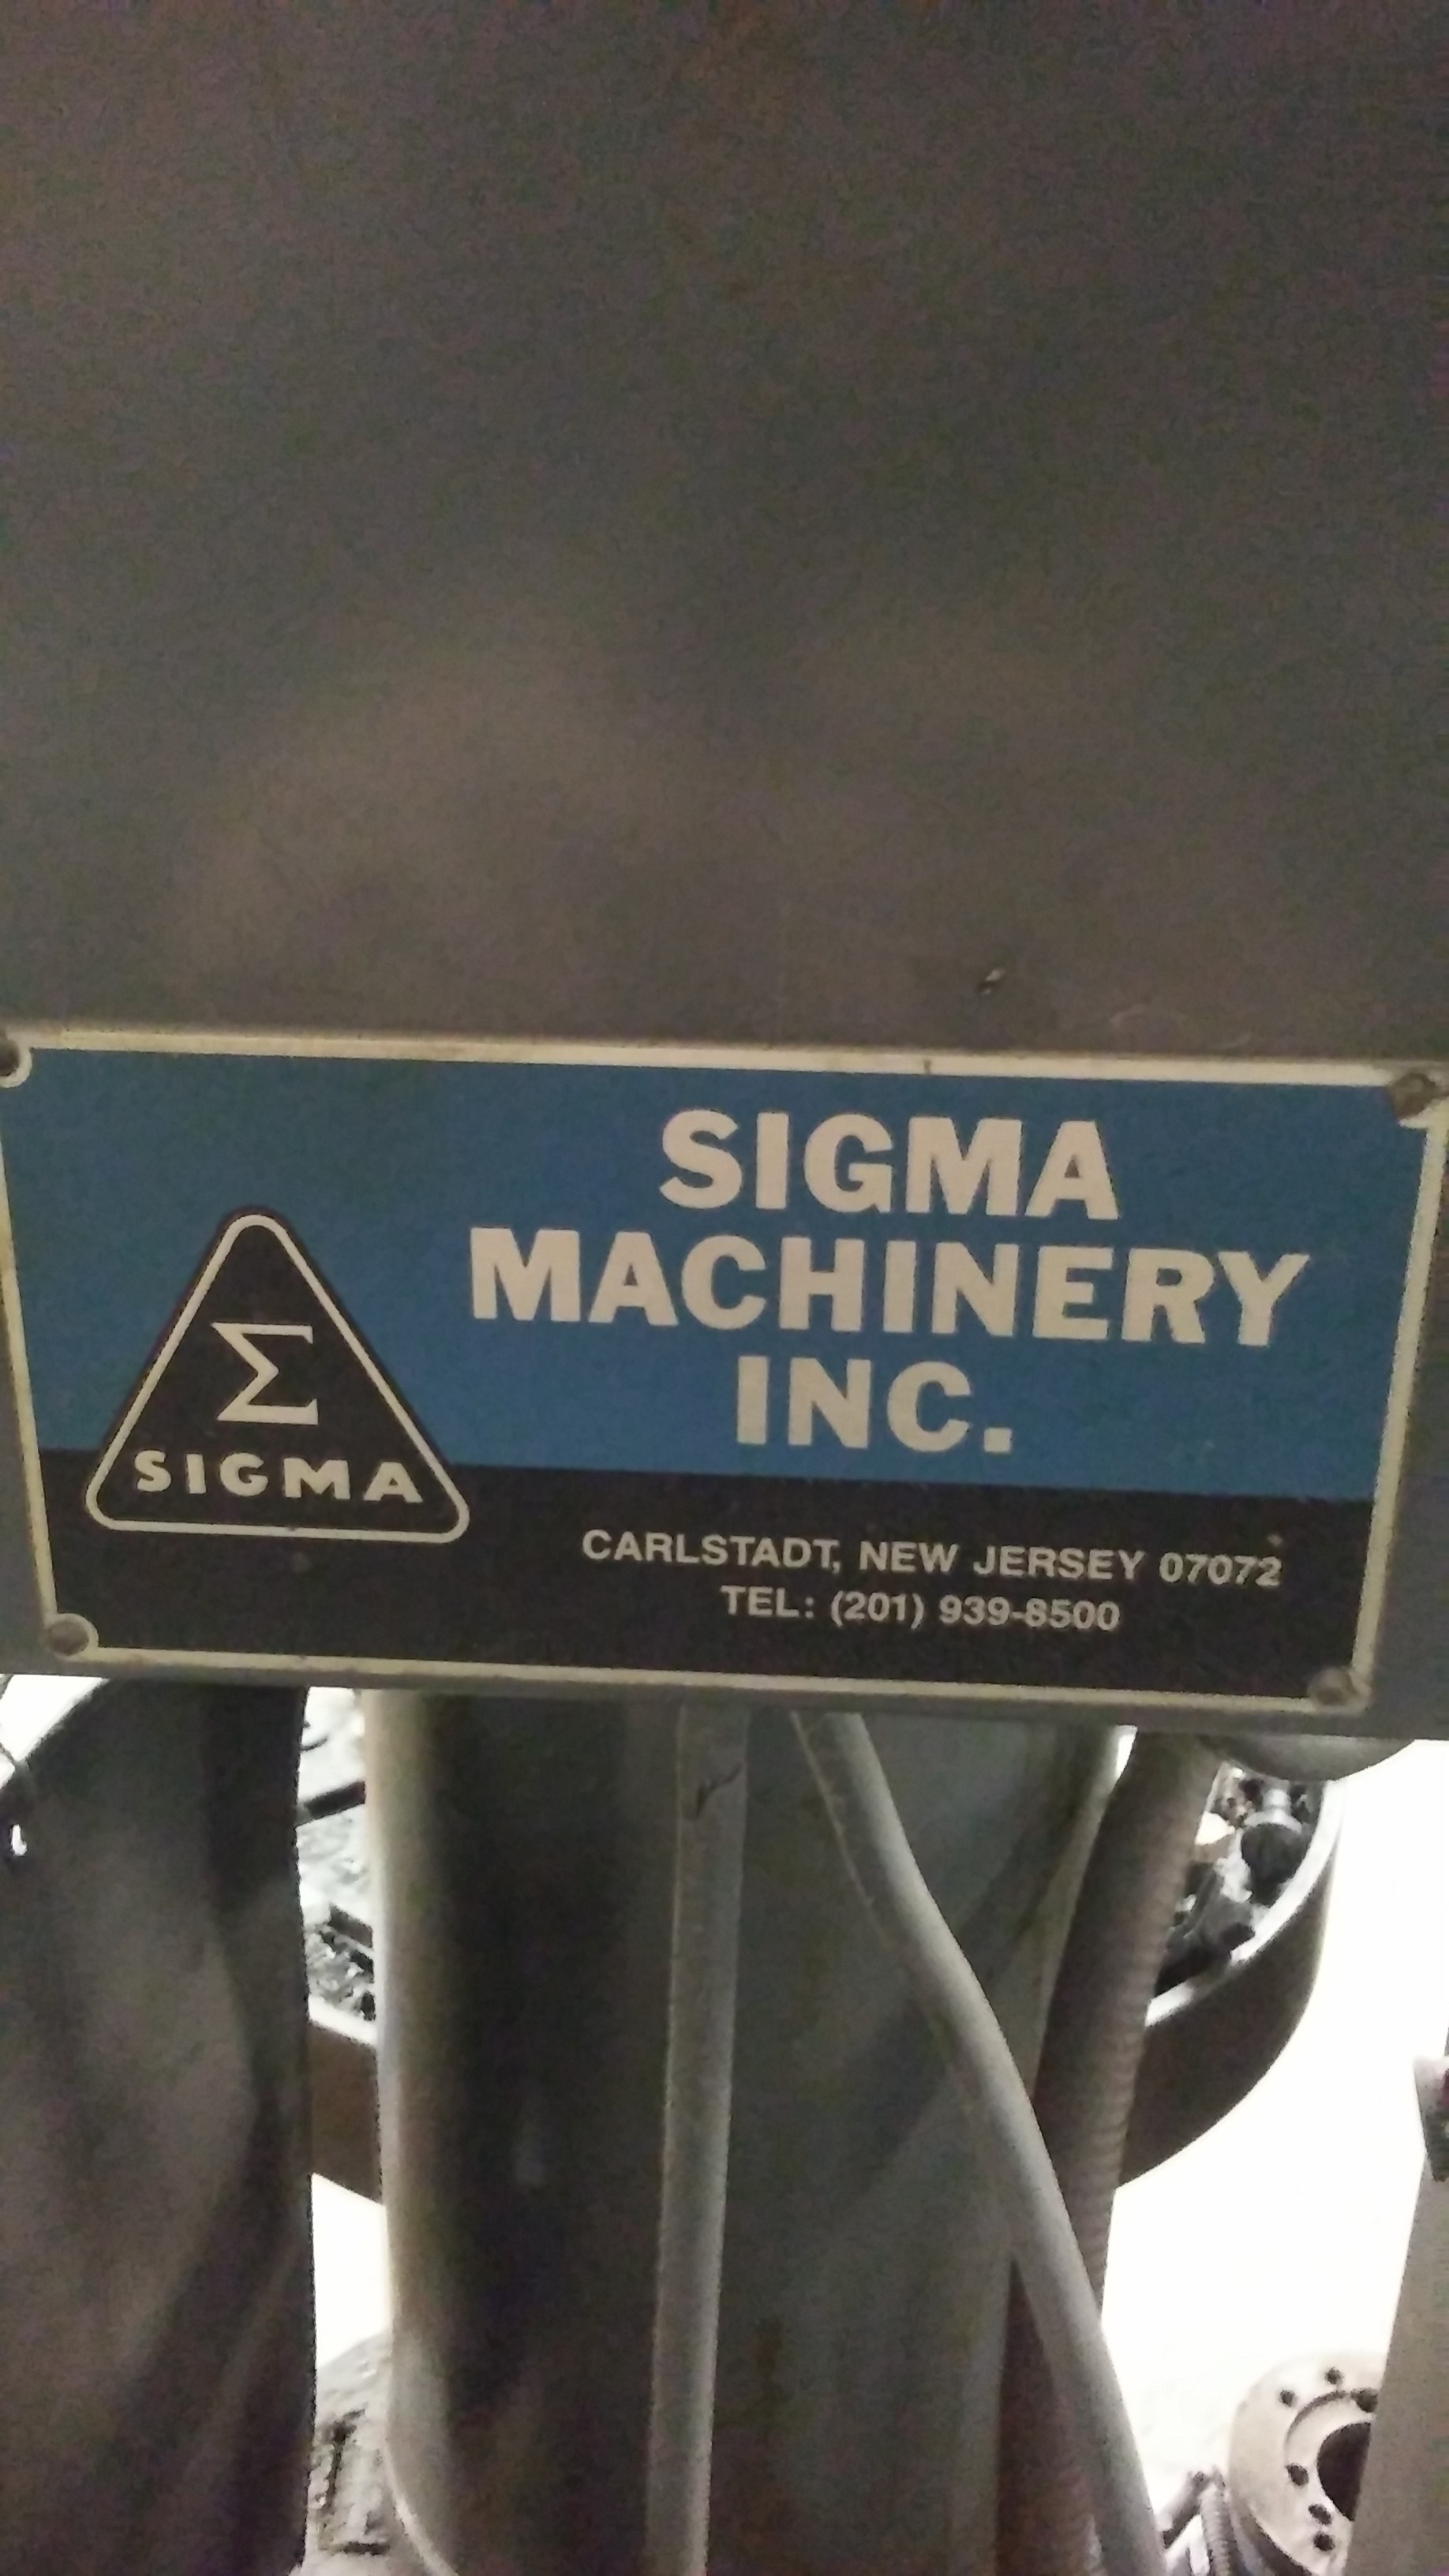 SIGMA
MACHINERY
INC.
Σ
SIGMA
CARLSTADT, NEW JERSEY 07072
TEL: (201) 939-8500